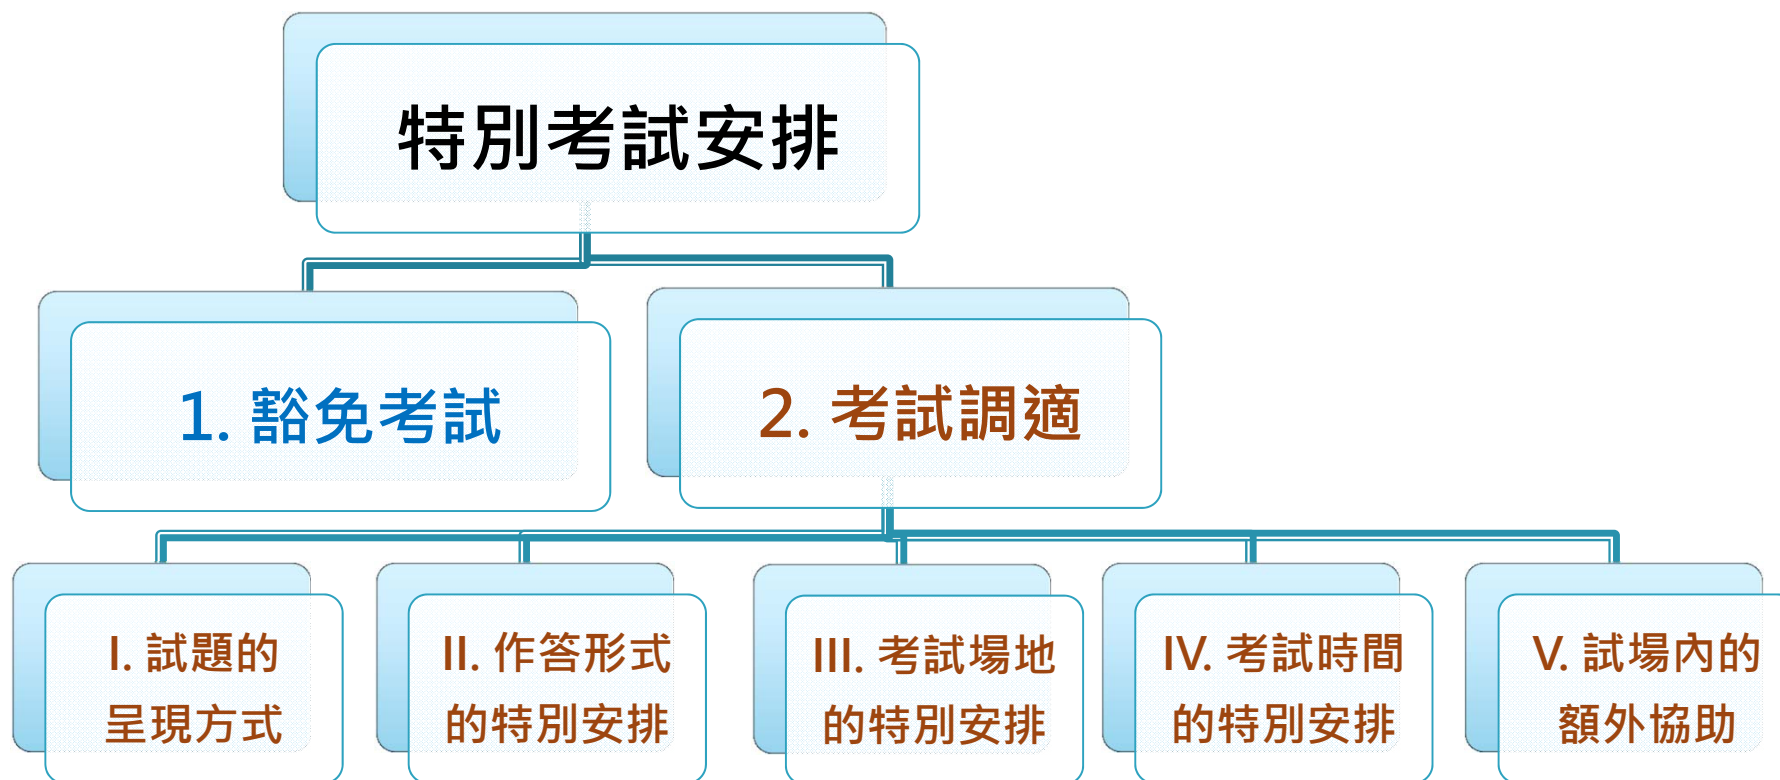 特別考試安排
1. 豁免考試
2. 考試調適
I. 試題的
呈現方式
II. 作答形式
的特別安排
III. 考試場地
的特別安排
IV. 考試時間
的特別安排
V. 試場內的
額外協助